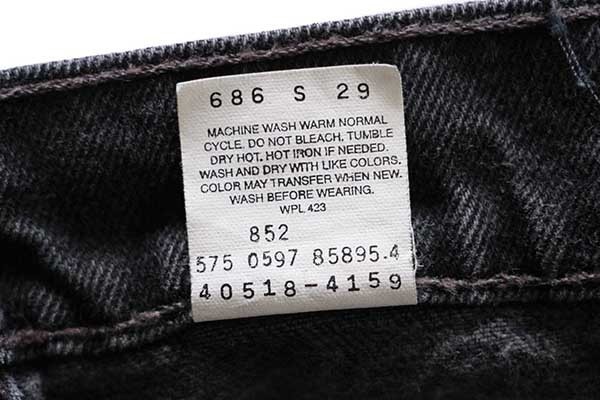 686 S 29
MACHINE WASH WARM NORMAL
CYCLE. DO NOT BLEACH. TUMBLE
DRY HOT. HOT IRON IF NEEDED.
WASH AND DRY WITH LIKE COLORS.
COLOR MAY TRANSFER WHEN NEW.
WASH BEFORE WEARING.
WPL 423
852
575 0597 85895.4
40518-4159